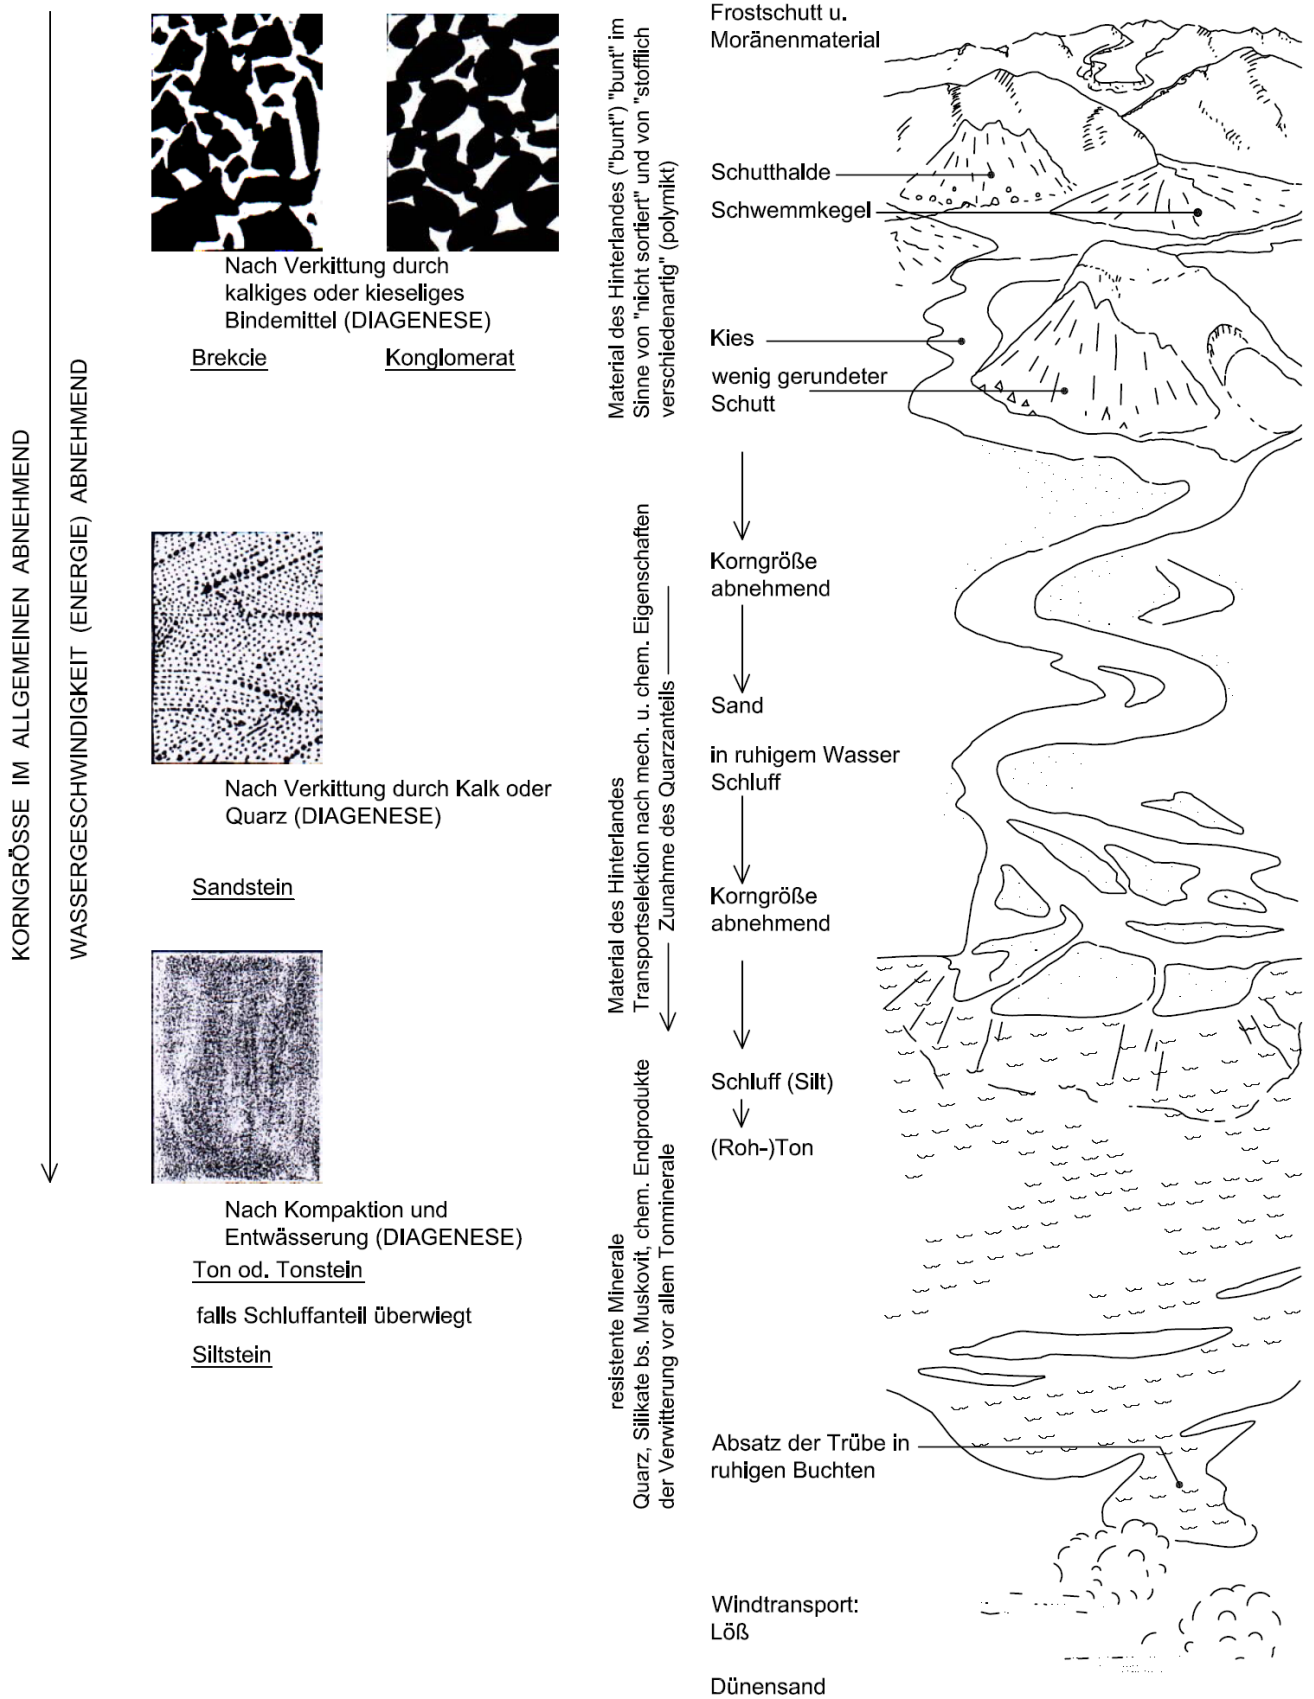 KORNGRÖSSE IM ALLGEMEINEN ABNEHMEND
WASSERGESCHWINDIGKEIT (ENERGIE) ABNEHMEND
Nach Verkittung durch
kalkiges oder kieseliges
Bindemittel (DIAGENESE)
Brekcie
Konglomerat
Nach Verkittung durch Kalk oder
Quarz (DIAGENESE)
Sandstein
Nach Kompaktion und
Entwässerung (DIAGENESE)
Ton od. Tonstein
falls Schluffanteil überwiegt
Siltstein
Material des Hinterlandes ("bunt") "bunt" im
Sinne von "nicht sortiert" und von "stofflich
verschiedenartig" (polymikt)
Material des Hinterlandes
Transportselektion nach mech. u. chem. Eigenschaften
Zunahme des Quarzanteils
resistente Minerale
Quarz, Silikate bs. Muskovit, chem. Endprodukte
der Verwitterung vor allem Tonminerale
Frostschutt u.
Moränenmaterial
Schutthalde
Schwemmkegel
Kies
wenig gerundeter
Schutt
Korngröße
abnehmend
Sand
in ruhigem Wasser
Schluff
Korngröße
abnehmend
Schluff (Silt)
(Roh-)Ton
Absatz der Trübe in
ruhigen Buchten
Windtransport:
Löß
Dünensand